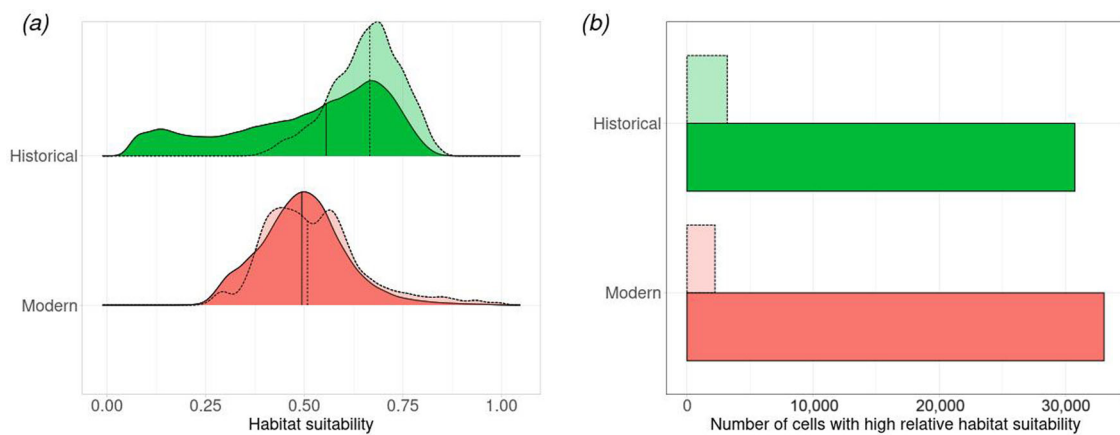 (a)
Historical
Modern
0.00 0.25 0.50 0.75 1.00
Habitat suitability
(b)
Historical
Modern
0 10,000 20,000 30,000
Number of cells with high relative habitat suitability